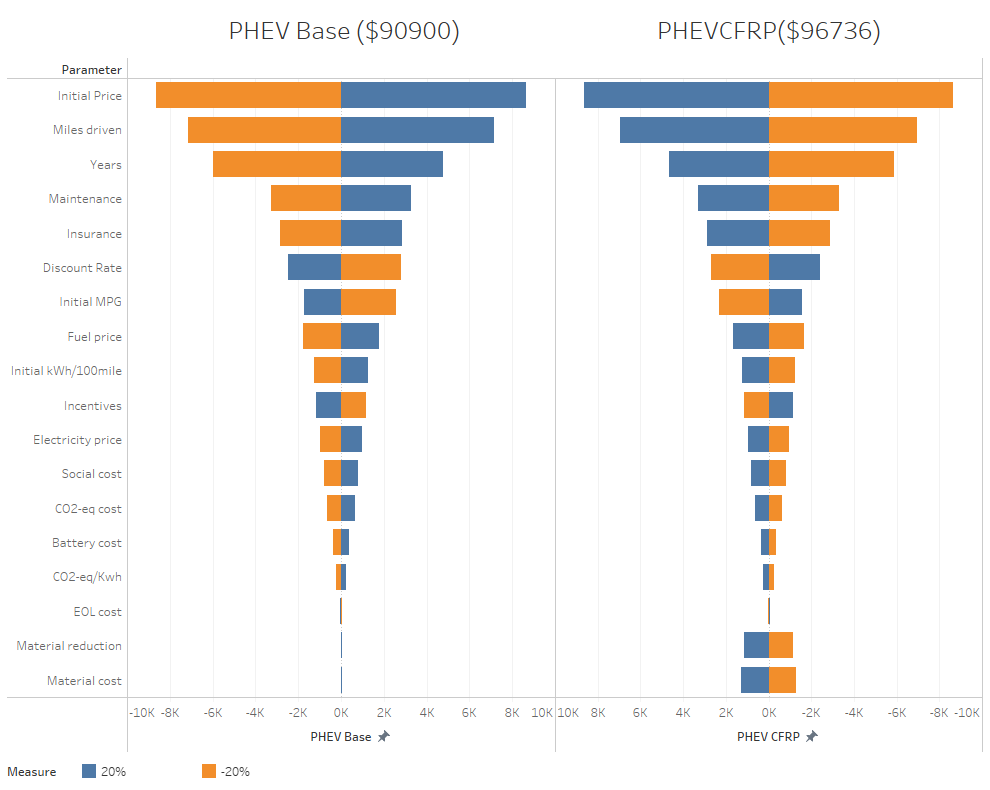 PHEV Base ($90900) PHEVCFRP($96736)
Parameter
Initial Price
Miles driven
Years
Maintenance
Insurance
Discount Rate
Initial MPG
Fuel price
Initial kWh/100mile
Incentives
Electricity price
Social cost
CO2-eq cost
Battery cost
CO2-eq/Kwh
EOL cost
Material reduction
Material cost
-10K -8K -6K -4K -2K 0K 2K 4K 6K 8K 10K 10K 8K 6K 4K 2K 0K -2K -4K -6K -8K -10K
PHEV Base PHEV CFRP
Measure 20% -20%